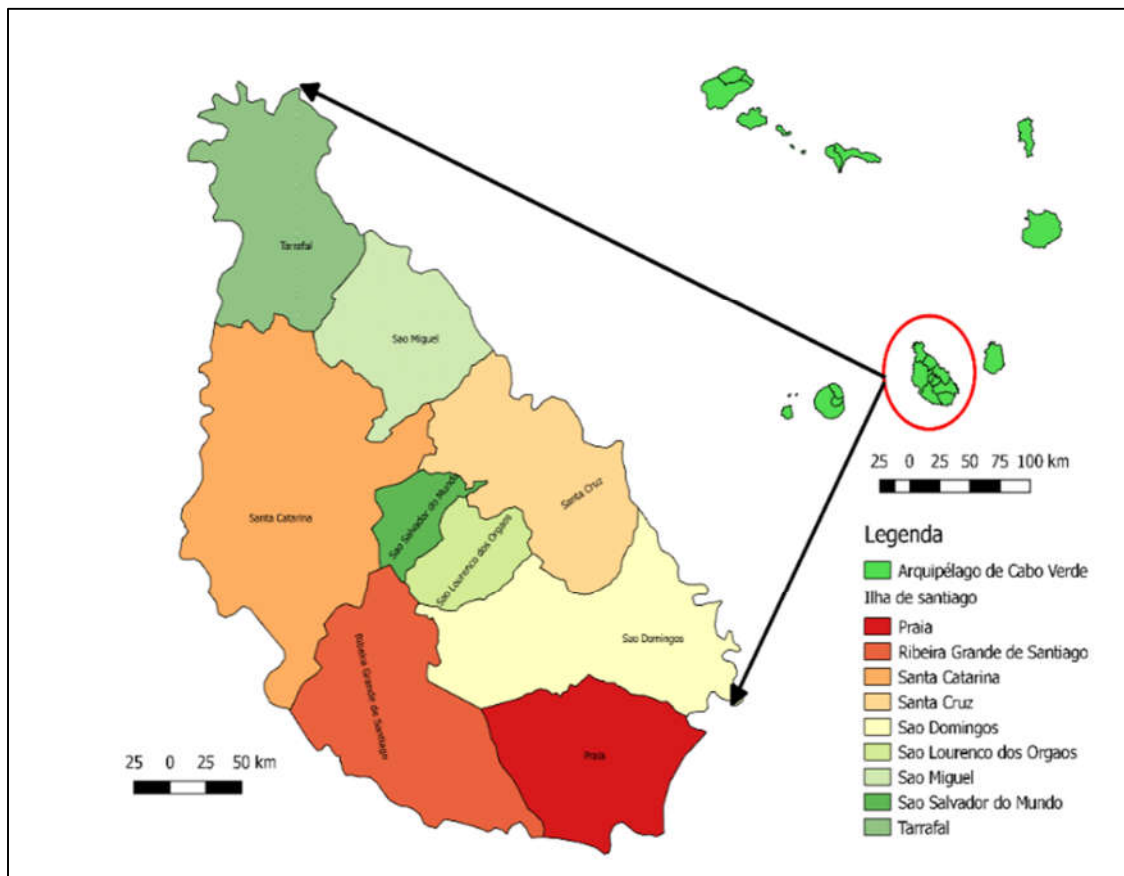 Tarrafal
Sao Miguel
Santa Catarina
Santa Cruz
Sao Salvador do Mundo
Sao Lourenco dos Orgaos
Sao Domingos
Ribeira Grande de Santiago
Praia
25 0 25 50 km
25 0 25 50 75 100 km
Legenda
Arquipélago de Cabo Verde
Ilha de santiago
Praia
Ribeira Grande de Santiago
Santa Catarina
Santa Cruz
Sao Domingos
Sao Lourenco dos Orgaos
Sao Miguel
Sao Salvador do Mundo
Tarrafal